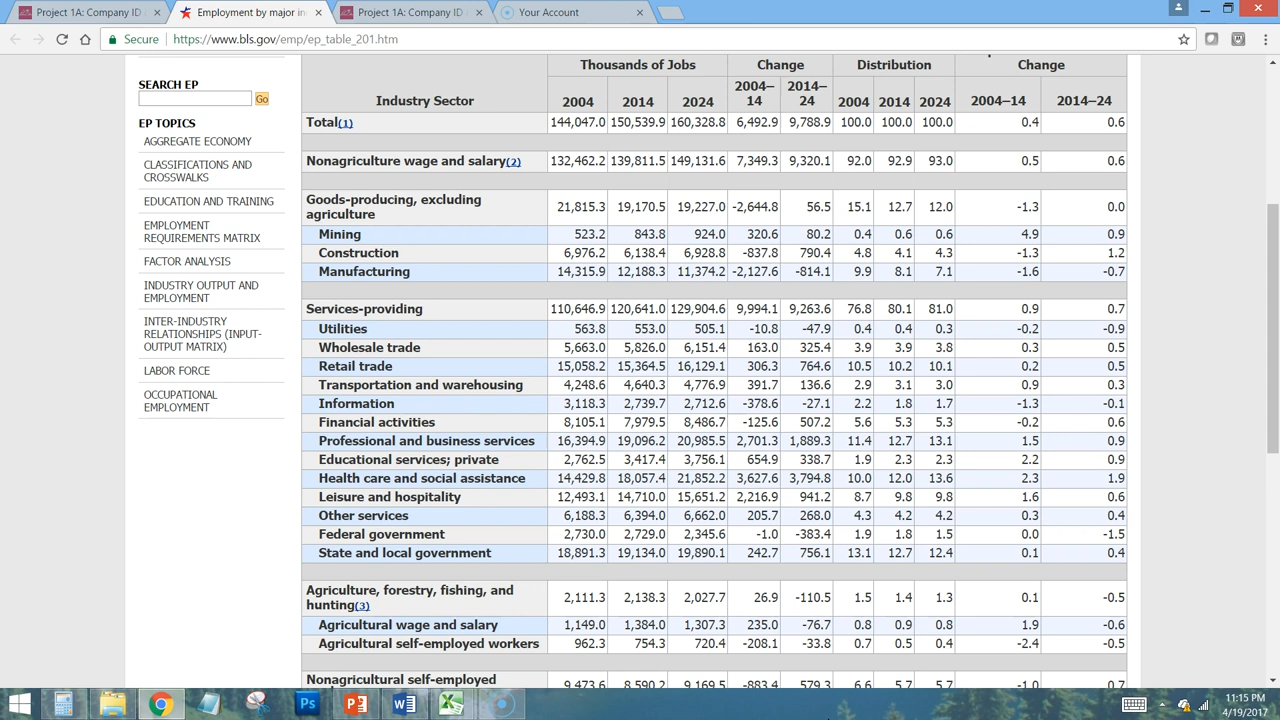 Project 1A: Company ID
Employment by major in
Project 1A: Company ID
Your Account
Secure https://www.bls.gov/emp/ep_table_201.htm
SEARCH EP
Go
EP TOPICS
AGGREGATE ECONOMY
CLASSIFICATIONS AND
CROSSWALKS
EDUCATION AND TRAINING
EMPLOYMENT
REQUIREMENTS MATRIX
FACTOR ANALYSIS
INDUSTRY OUTPUT AND
EMPLOYMENT
INTER-INDUSTRY
RELATIONSHIPS (INPUT-
OUTPUT MATRIX)
LABOR FORCE
OCCUPATIONAL
EMPLOYMENT
Industry Sector
Thousands of Jobs Change Distribution Change
2004 2014 2024 2004–14 2014–24 2004 2014 2024 2004–14 2014–24
Total(1) 144,047.0 150,539.9 160,328.8 6,492.9 9,788.9 100.0 100.0 100.0 0.4 0.6
Nonagriculture wage and salary(2) 132,462.2 139,811.5 149,131.6 7,349.3 9,320.1 92.0 92.9 93.0 0.5 0.6
Goods-producing, excluding
agriculture 21,815.3 19,170.5 19,227.0 -2,644.8 56.5 15.1 12.7 12.0 -1.3 0.0
Mining 523.2 843.8 924.0 320.6 80.2 0.4 0.6 0.6 4.9 0.9
Construction 6,976.2 6,138.4 6,928.8 -837.8 790.4 4.8 4.1 4.3 -1.3 1.2
Manufacturing 14,315.9 12,188.3 11,374.2 -2,127.6 -814.1 9.9 8.1 7.1 -1.6 -0.7
Services-providing 110,646.9 120,641.0 129,904.6 9,994.1 9,263.6 76.8 80.1 81.0 0.9 0.7
Utilities 563.8 553.0 505.1 -10.8 -47.9 0.4 0.4 0.3 -0.2 -0.9
Wholesale trade 5,663.0 5,826.0 6,151.4 163.0 325.4 3.9 3.9 3.8 0.3 0.5
Retail trade 15,058.2 15,364.5 16,129.1 306.3 764.6 10.5 10.2 10.1 0.2 0.5
Transportation and warehousing 4,248.6 4,640.3 4,776.9 391.7 136.6 2.9 3.1 3.0 0.9 0.3
Information 3,118.3 2,739.7 2,712.6 -378.6 -27.1 2.2 1.8 1.7 -1.3 -0.1
Financial activities 8,105.1 7,979.5 8,486.7 -125.6 507.2 5.6 5.3 5.3 -0.2 0.6
Professional and business services 16,394.9 19,096.2 20,985.5 2,701.3 1,889.3 11.4 12.7 13.1 1.5 0.9
Educational services; private 2,762.5 3,417.4 3,756.1 654.9 338.7 1.9 2.3 2.3 2.2 0.9
Health care and social assistance 14,429.8 18,057.4 21,852.2 3,627.6 3,794.8 10.0 12.0 13.6 2.3 1.9
Leisure and hospitality 12,493.1 14,710.0 15,651.2 2,216.9 941.2 8.7 9.8 9.8 1.6 0.6
Other services 6,188.3 6,394.0 6,662.0 205.7 268.0 4.3 4.2 4.2 0.3 0.4
Federal government 2,730.0 2,729.0 2,345.6 -1.0 -383.4 1.9 1.8 1.5 0.0 -1.5
State and local government 18,891.3 19,134.0 19,890.1 242.7 756.1 13.1 12.7 12.4 0.1 0.4
Agriculture, forestry, fishing, and
hunting(3) 2,111.3 2,138.3 2,027.7 26.9 -110.5 1.5 1.4 1.3 0.1 -0.5
Agricultural wage and salary 1,149.0 1,384.0 1,307.3 235.0 -76.7 0.8 0.9 0.8 1.9 -0.6
Agricultural self-employed workers 962.3 754.3 720.4 -208.1 -33.8 0.7 0.5 0.4 -2.4 -0.5
Nonagricultural self-employed 9,473.6 8,590.2 9,169.5 -883.4 579.3 6.6 5.7 5.7 -1.0 0.7
Ps
11:15 PM
4/19/2017